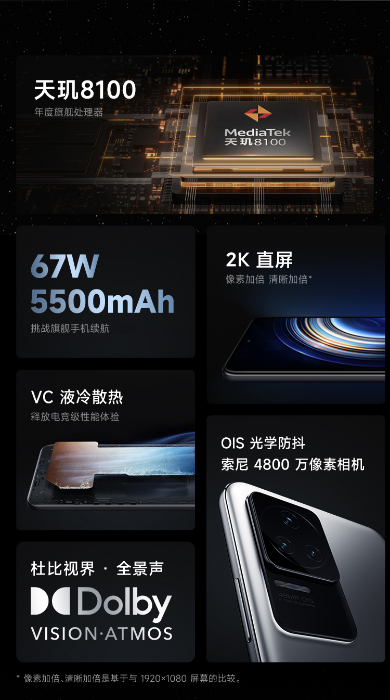 天玑8100
年度旗舰处理器
MediaTek
天玑8100
67W
5500mAh
挑战旗舰手机续航
2K 直屏
像素加倍 清晰加倍*
VC 液冷散热
释放电竞级性能体验
OIS 光学防抖
索尼 4800 万像素相机
杜比视界 · 全景声
Dolby
VISION·ATMOS
* 像素加倍、清晰加倍是基于与 1920×1080 屏幕的比较。